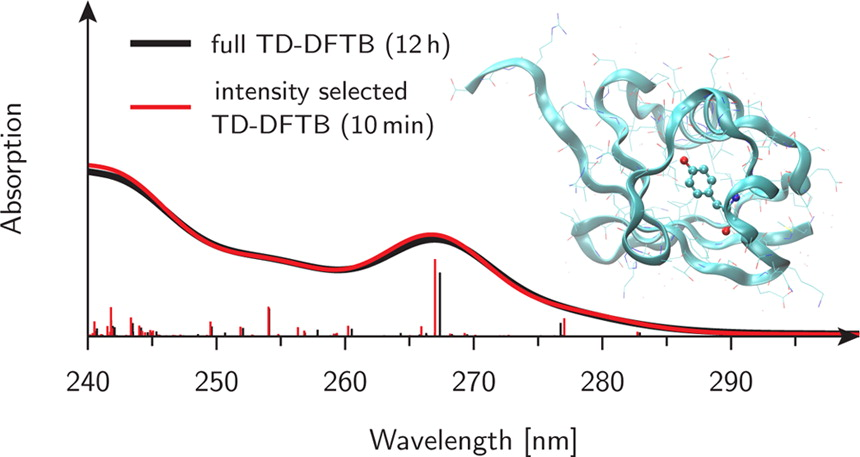 full TD-DFTB (12 h)
intensity selected
TD-DFTB (10 min)
Absorption
240 250 260 270 280 290
Wavelength [nm]